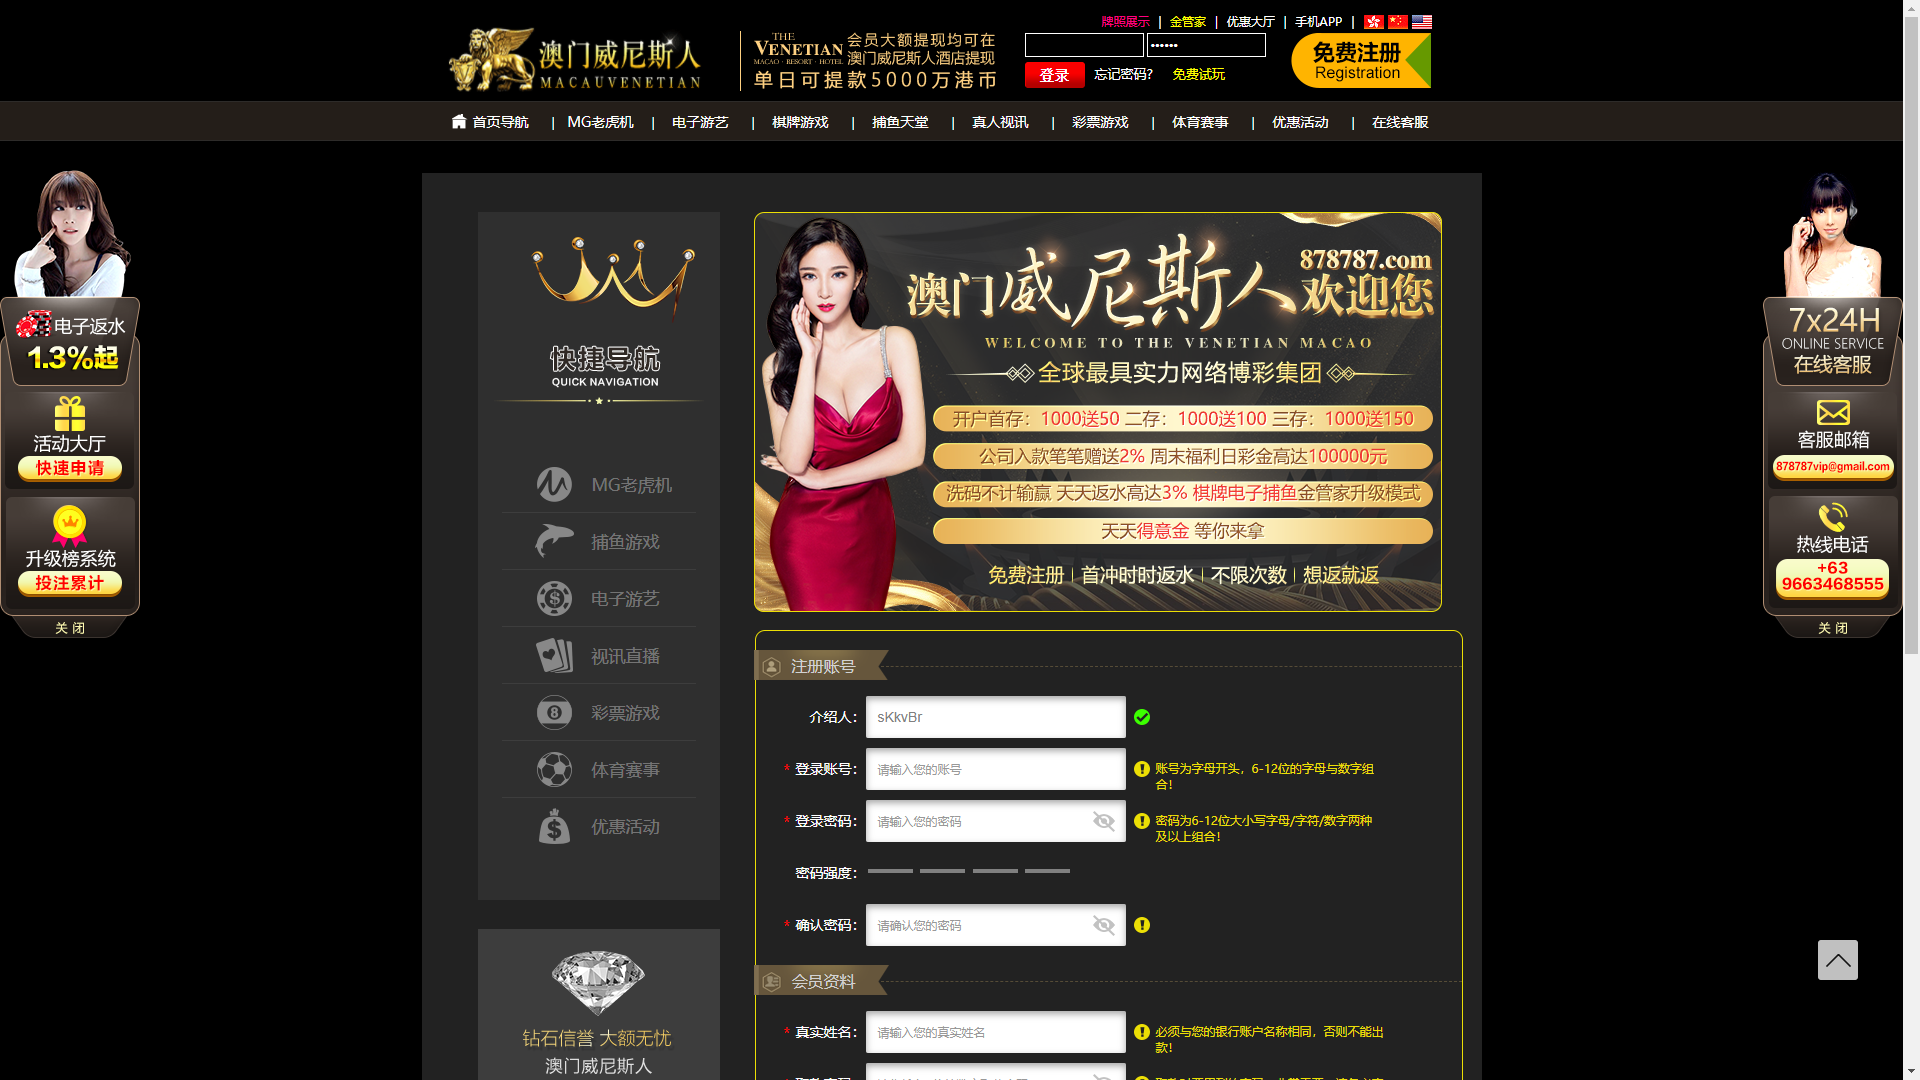 牌照展示 | 金管家 | 优惠大厅 | 手机APP |
澳门威尼斯人
MACAUVENETIAN
THE
VENETIAN
MACAO · RESORT · HOTEL
会员大额提现均可在
澳门威尼斯人酒店提现
单日可提款5000万港币
••••••
登录
忘记密码?
免费试玩
免费注册
Registration
首页导航 | MG老虎机 | 电子游艺 | 棋牌游戏 | 捕鱼天堂 | 真人视讯 | 彩票游戏 | 体育赛事 | 优惠活动 | 在线客服
电子返水
1.3%起
活动大厅
快速申请
升级榜系统
投注累计
关 闭
快捷导航
QUICK NAVIGATION
MG老虎机
捕鱼游戏
电子游艺
视讯直播
彩票游戏
体育赛事
优惠活动
钻石信誉 大额无忧
澳门威尼斯人
878787.com
澳门威尼斯人欢迎您
WELCOME TO THE VENETIAN MACAO
全球最具实力网络博彩集团
开户首存：1000送50 二存：1000送100 三存：1000送150
公司入款笔笔赠送2% 周末福利日彩金高达100000元
洗码不计输赢 天天返水高达3% 棋牌电子捕鱼金管家升级模式
天天得意金 等你来拿
免费注册 | 首冲时时返水 | 不限次数 | 想返就返
注册账号
介绍人：
sKkvBr
* 登录账号：
请输入您的账号
账号为字母开头，6-12位的字母与数字组
合！
* 登录密码：
请输入您的密码
密码为6-12位大小写字母/字符/数字两种
及以上组合！
密码强度：
* 确认密码：
请确认您的密码
会员资料
* 真实姓名：
请输入您的真实姓名
必须与您的银行账户名称相同，否则不能出
款！
7x24H
ONLINE SERVICE
在线客服
客服邮箱
878787vip@gmail.com
热线电话
+63
9663468555
关 闭